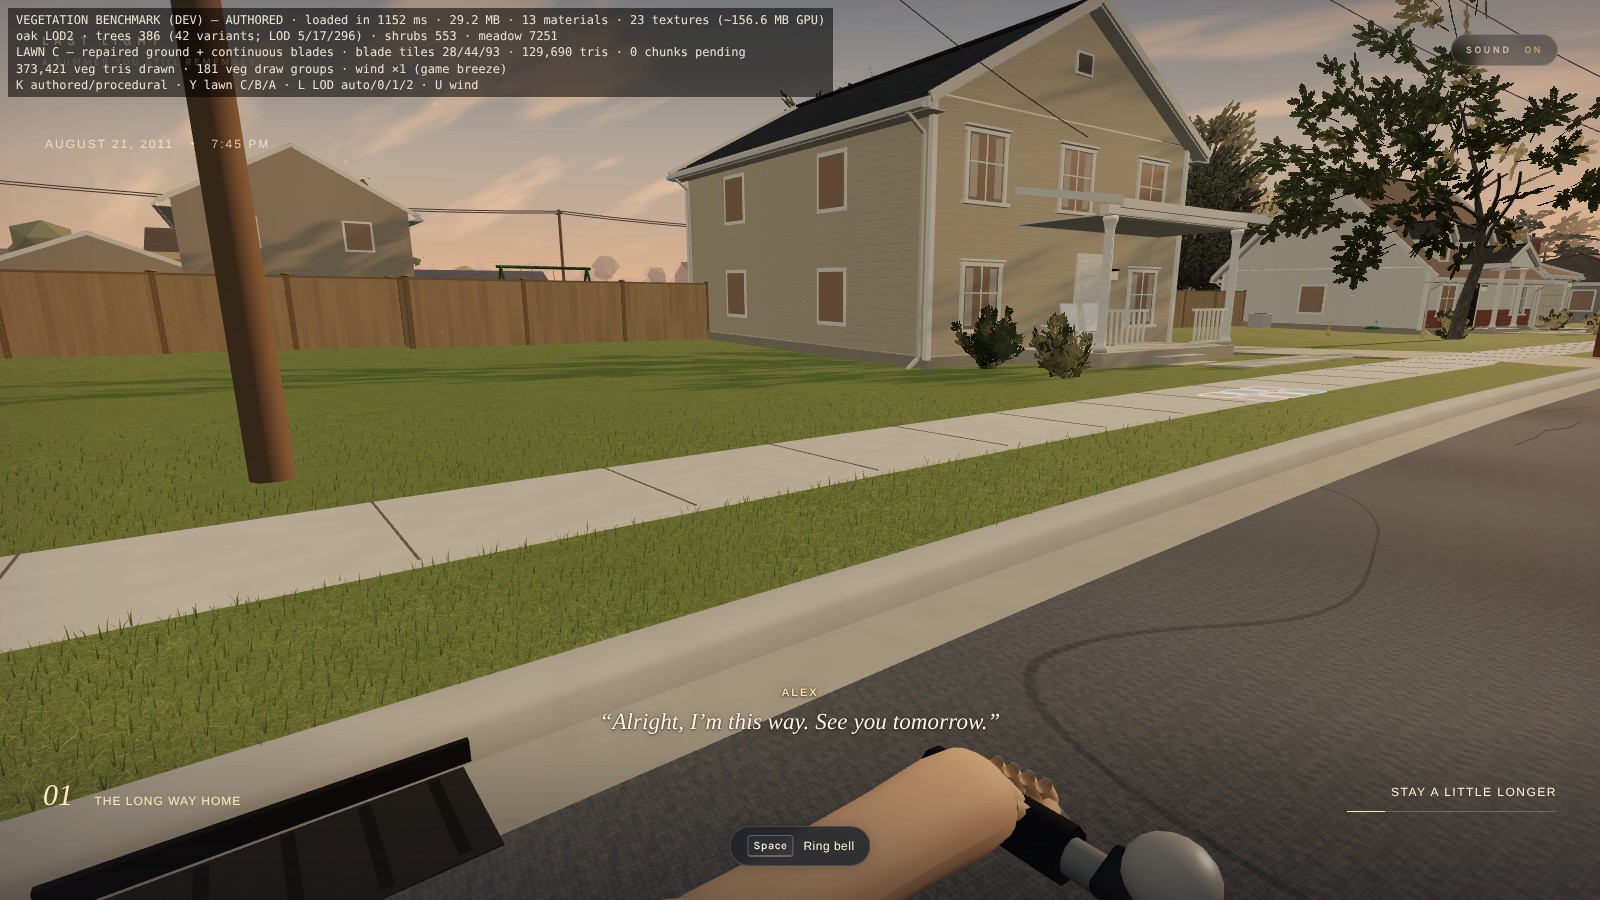 VEGETATION BENCHMARK (DEV) — AUTHORED · loaded in 1152 ms · 29.2 MB · 13 materials · 23 textures (~156.6 MB GPU)
oak LOD2 · trees 386 (42 variants; LOD 5/17/296) · shrubs 553 · meadow 7251
LAWN C — repaired ground + continuous blades · blade tiles 28/44/93 · 129,690 tris · 0 chunks pending
373,421 veg tris drawn · 181 veg draw groups · wind ×1 (game breeze)
K authored/procedural · Y lawn C/B/A · L LOD auto/0/1/2 · U wind
LAST LIGHT
SOUND ON
AUGUST 21, 2011 • 7:45 PM
ALEX
“Alright, I’m this way. See you tomorrow.”
01 THE LONG WAY HOME
STAY A LITTLE LONGER
Space Ring bell